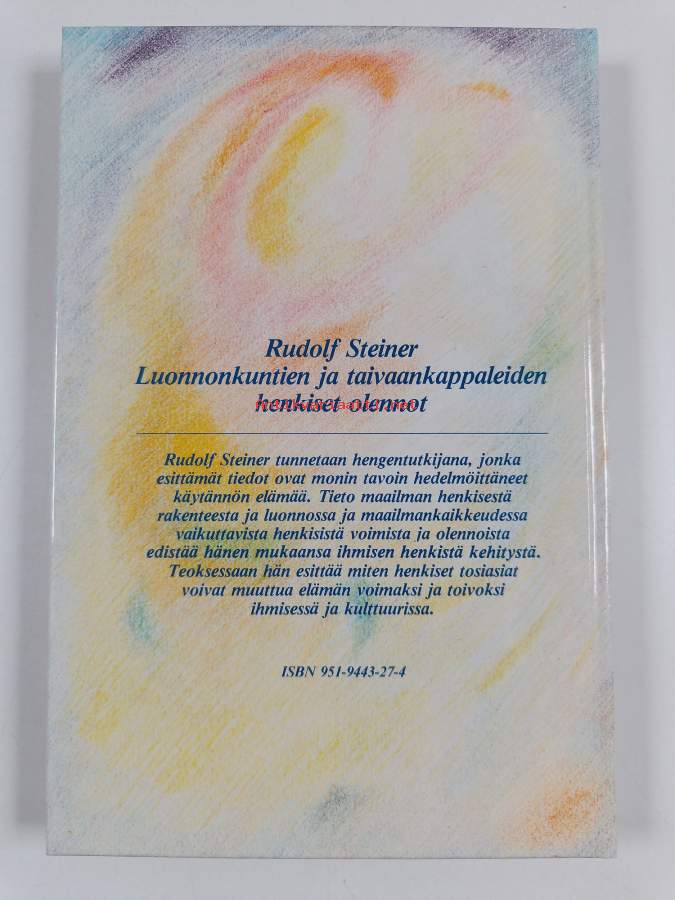 Rudolf Steiner
Luonnonkuntien ja taivaankappaleiden
henkiset olennot
Rudolf Steiner tunnetaan hengentutkijana, jonka
esittämät tiedot ovat monin tavoin hedelmöittäneet
käytännön elämää. Tieto maailman henkisestä
rakenteesta ja luonnossa ja maailmankaikkeudessa
vaikuttavista henkisistä voimista ja olennoista
edistää hänen mukaansa ihmisen henkistä kehitystä.
Teoksessaan hän esittää miten henkiset tosiasiat
voivat muuttua elämän voimaksi ja toivoksi
ihmisessä ja kulttuurissa.
ISBN 951-9443-27-4